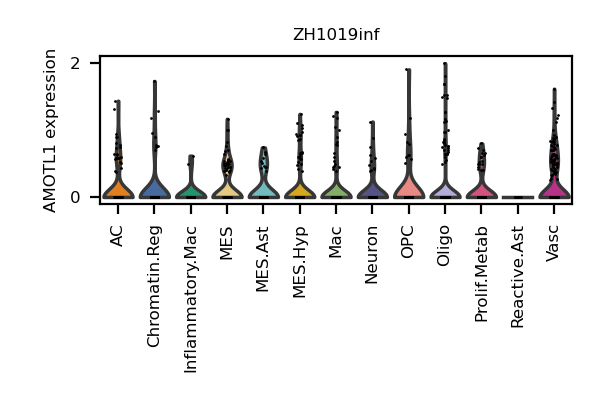 ZH1019inf
AMOTL1 expression
2
0
AC
Chromatin.Reg
Inflammatory.Mac
MES
MES.Ast
MES.Hyp
Mac
Neuron
OPC
Oligo
Prolif.Metab
Reactive.Ast
Vasc